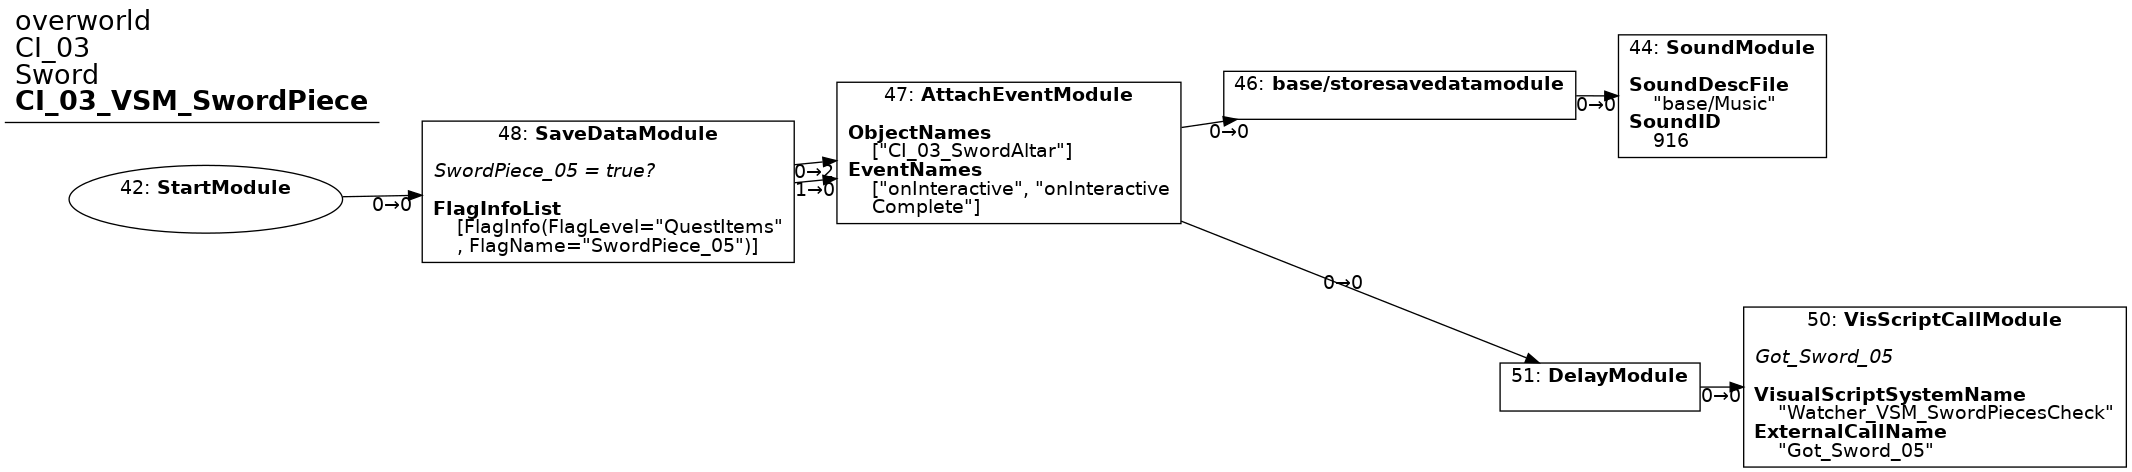 overworld
CI_03
Sword
CI_03_VSM_SwordPiece
42: StartModule
0→0
48: SaveDataModule
SwordPiece_05 = true?
FlagInfoList
[FlagInfo(FlagLevel="QuestItems"
, FlagName="SwordPiece_05")]
0→2
1→0
47: AttachEventModule
ObjectNames
["CI_03_SwordAltar"]
EventNames
["onInteractive", "onInteractive
Complete"]
0→0
46: base/storesavedatamodule
0→0
44: SoundModule
SoundDescFile
"base/Music"
SoundID
916
0→0
51: DelayModule
0→0
50: VisScriptCallModule
Got_Sword_05
VisualScriptSystemName
"Watcher_VSM_SwordPiecesCheck"
ExternalCallName
"Got_Sword_05"